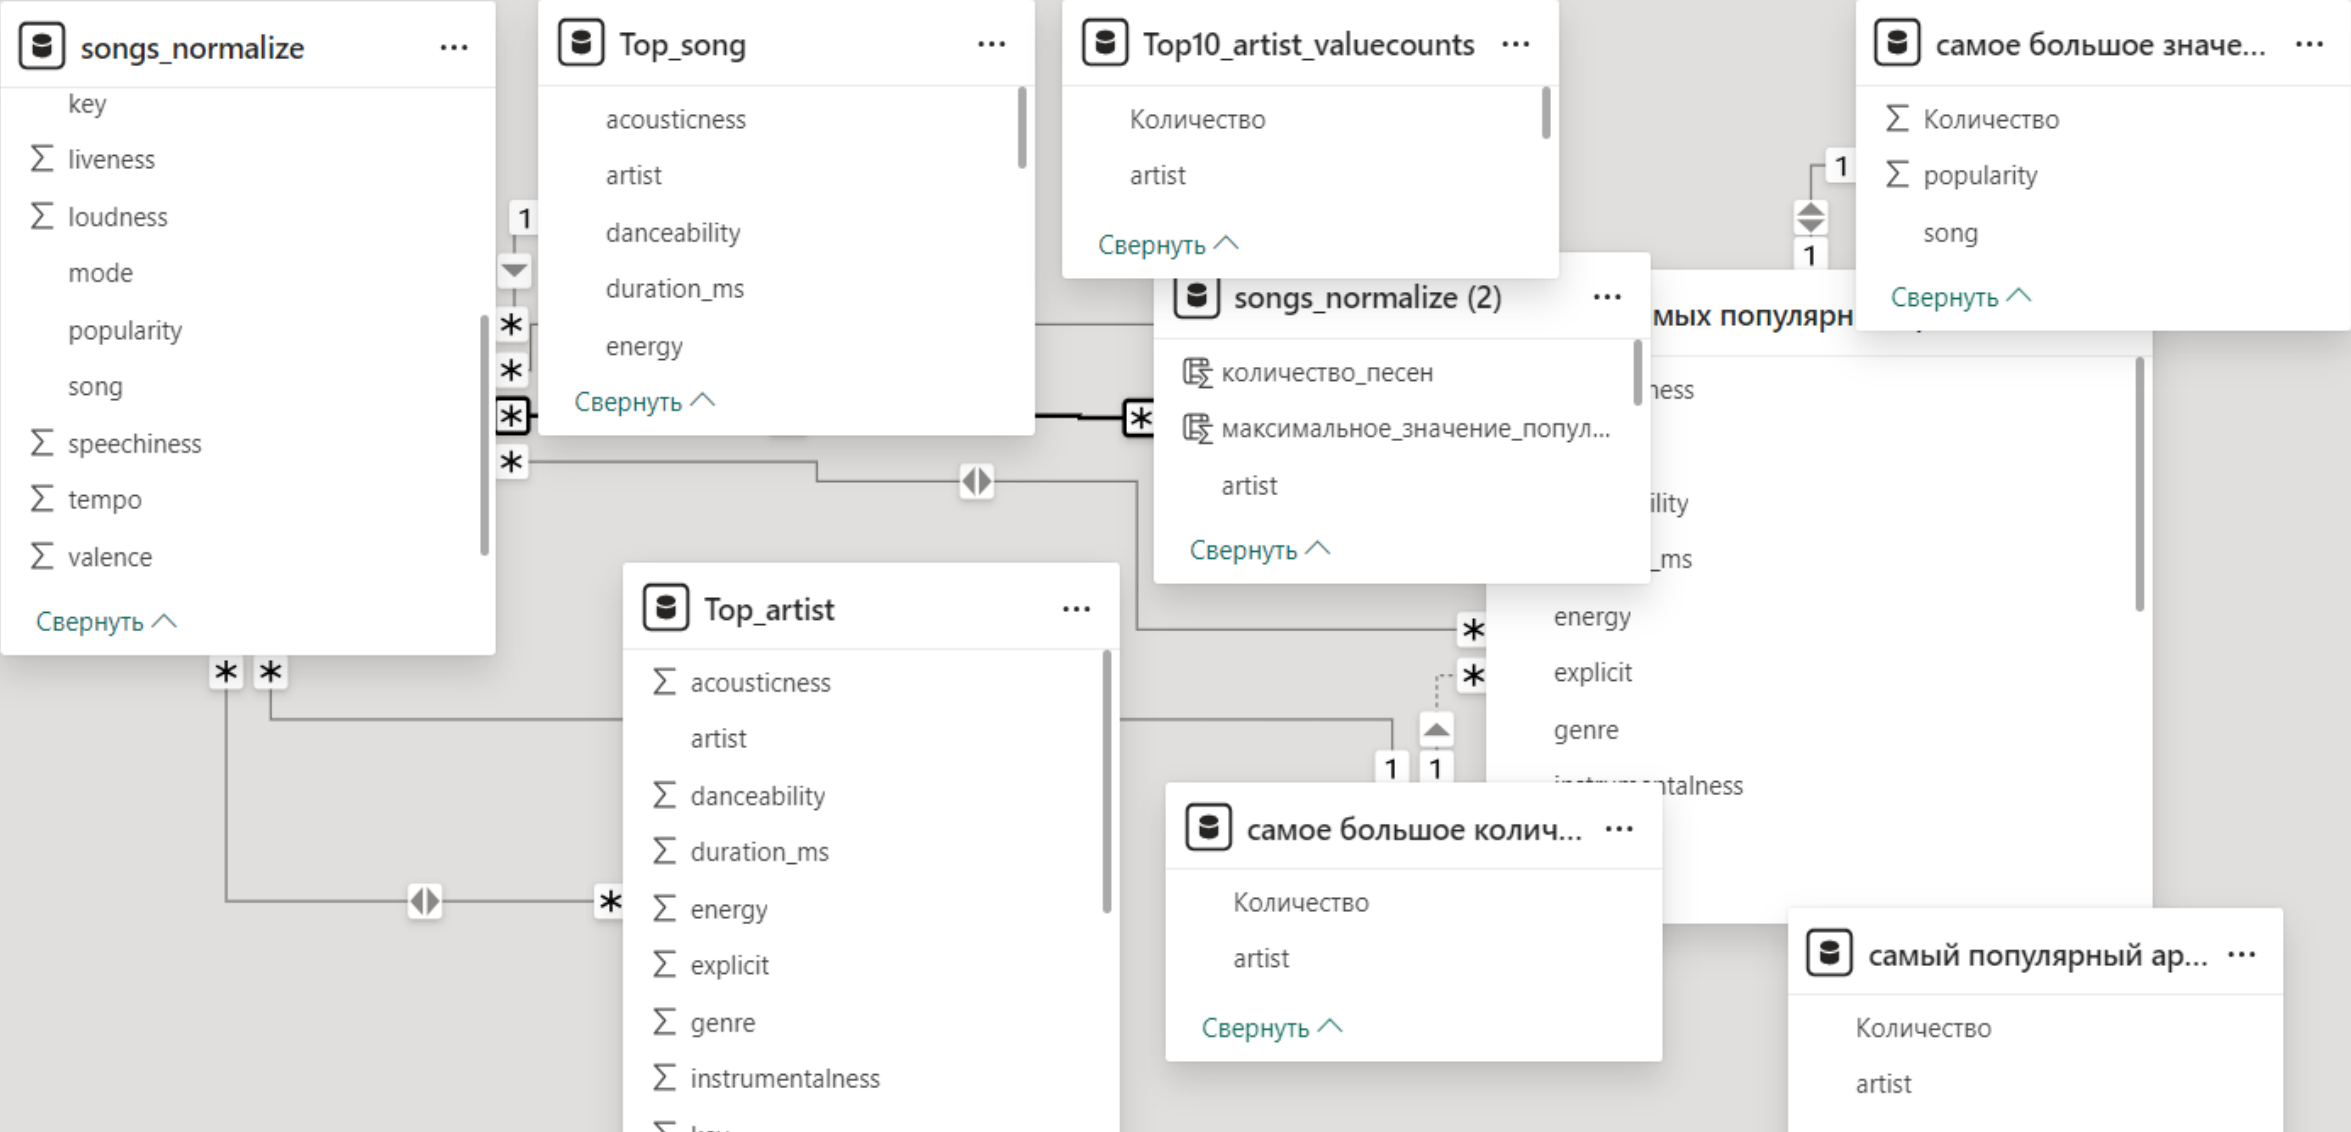 songs_normalize
key
liveness
loudness
mode
popularity
song
speechiness
tempo
valence
Свернуть
1
*
*
*
*
*
*
Top_song
acousticness
artist
danceability
duration_ms
energy
Свернуть
Top10_artist_valuecounts
Количество
artist
Свернуть
самое большое значе...
Количество
popularity
song
Свернуть
1
1
songs_normalize (2)
количество_песен
максимальное_значение_попул...
artist
Свернуть
*
мых популярн
ness
ility
_ms
energy
explicit
genre
instrumentalness
*
*
1
1
Top_artist
acousticness
artist
danceability
duration_ms
energy
explicit
genre
instrumentalness
*
самое большое колич...
Количество
artist
Свернуть
самый популярный ар...
Количество
artist